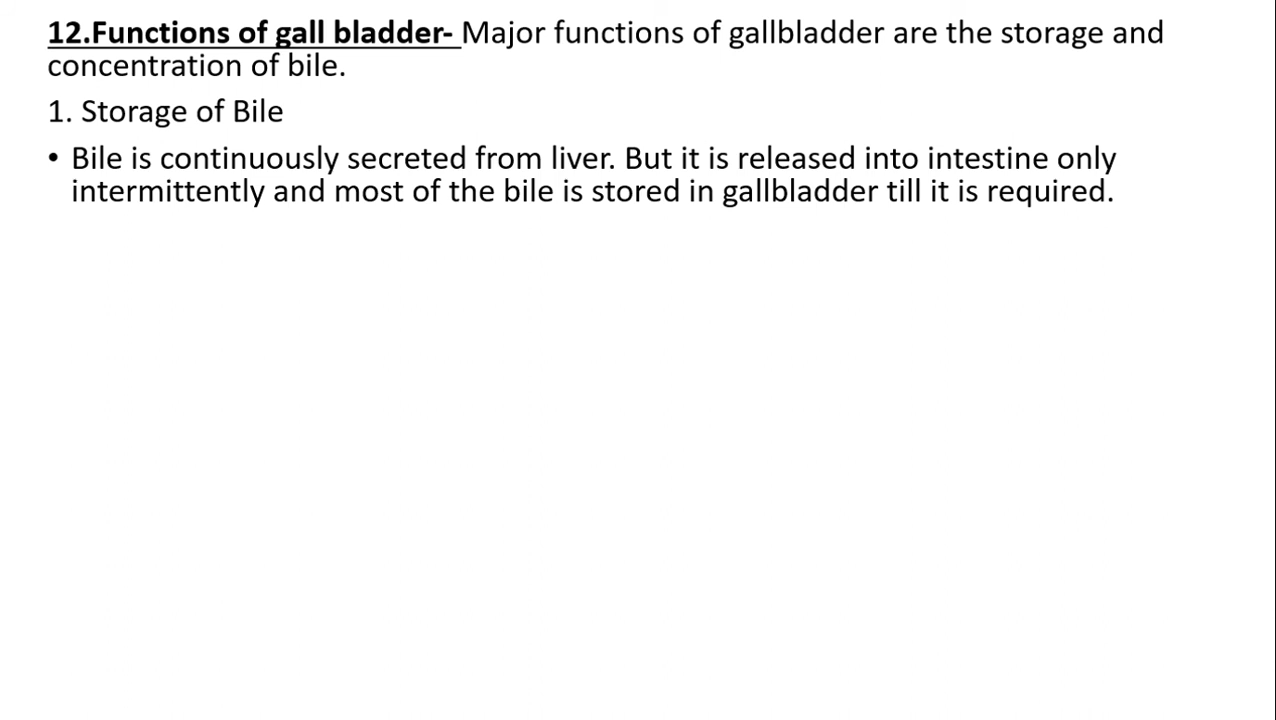 12.Functions of gall bladder- Major functions of gallbladder are the storage and
concentration of bile.
1. Storage of Bile
• Bile is continuously secreted from liver. But it is released into intestine only
intermittently and most of the bile is stored in gallbladder till it is required.